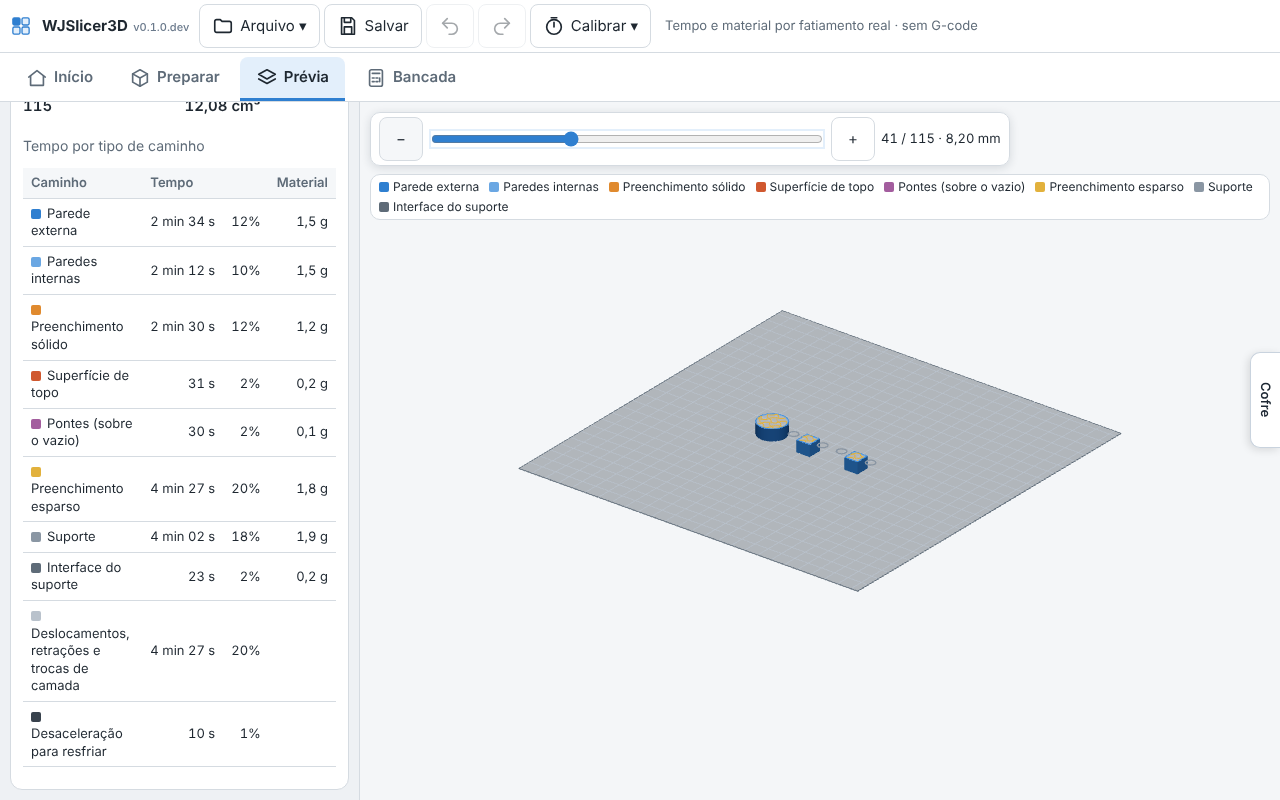 WJSlicer3D v0.1.0.dev Arquivo ▾ Salvar Calibrar ▾ Tempo e material por fatiamento real · sem G-code
Início Preparar Prévia Bancada
115 12,08 cm³
Tempo por tipo de caminho
Caminho Tempo Material
Parede externa 2 min 34 s 12% 1,5 g
Paredes internas 2 min 12 s 10% 1,5 g
Preenchimento sólido 2 min 30 s 12% 1,2 g
Superfície de topo 31 s 2% 0,2 g
Pontes (sobre o vazio) 30 s 2% 0,1 g
Preenchimento esparso 4 min 27 s 20% 1,8 g
Suporte 4 min 02 s 18% 1,9 g
Interface do suporte 23 s 2% 0,2 g
Deslocamentos, retrações e trocas de camada 4 min 27 s 20%
Desaceleração para resfriar 10 s 1%
− + 41 / 115 · 8,20 mm
Parede externa Paredes internas Preenchimento sólido Superfície de topo Pontes (sobre o vazio) Preenchimento esparso Suporte
Interface do suporte
Cofre